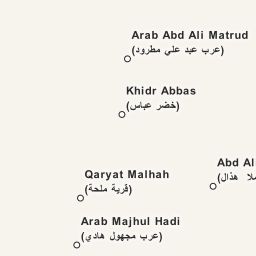 Arab Abd Ali Matrud
(عرب عبد علي مطرود)
Khidr Abbas
(خضر عباس)
Abd Al
ملا هذال)
Qaryat Malhah
(قرية ملحة)
Arab Majhul Hadi
(عرب مجهول هادي)